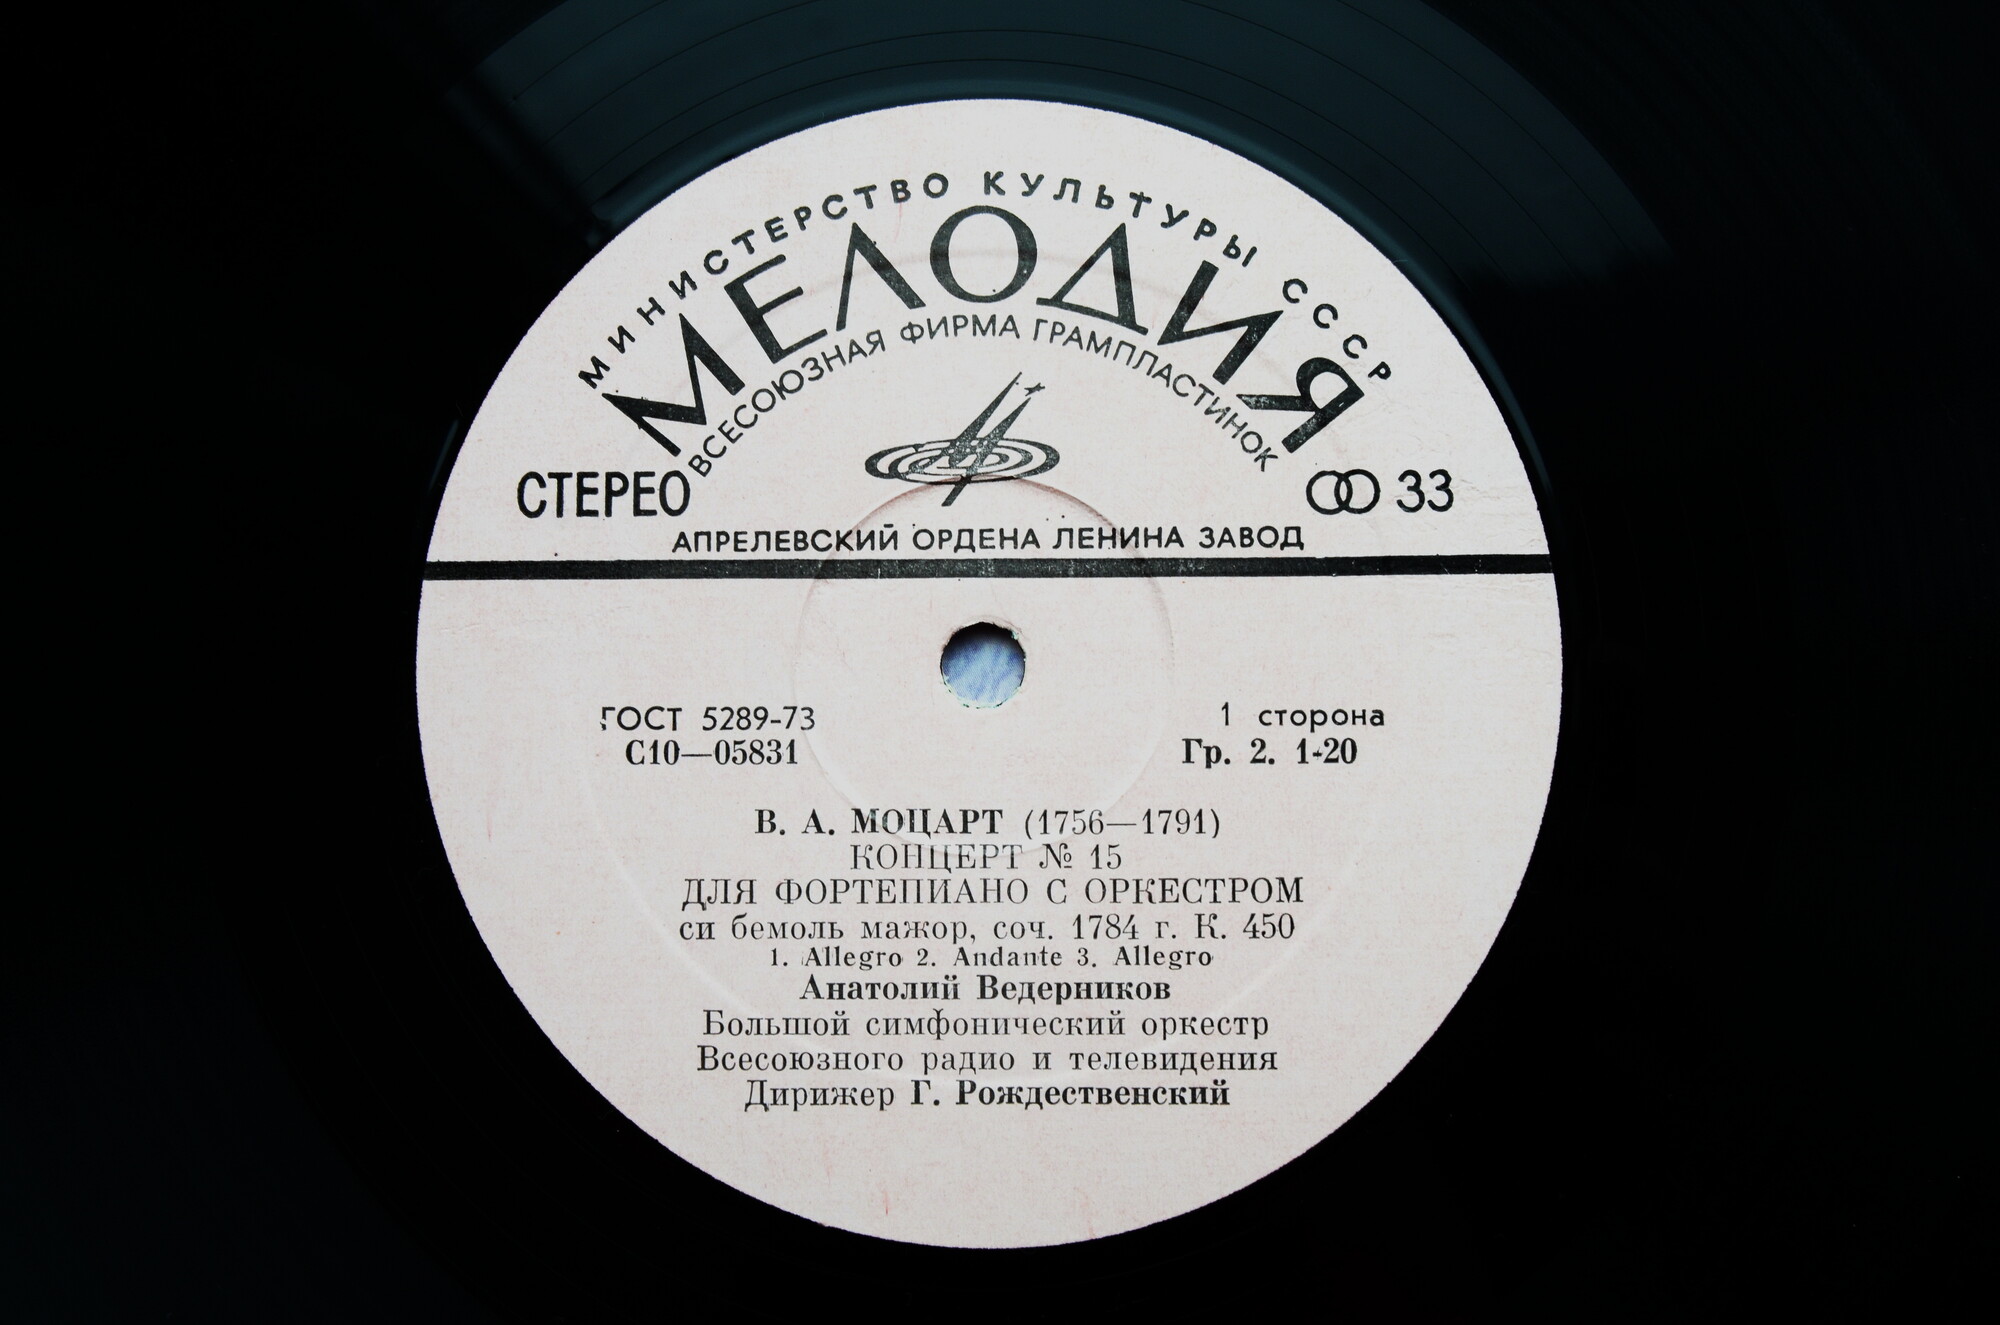 МИНИСТЕРСТВО КУЛЬТУРЫ СССР
МЕЛОДИЯ
ВСЕСОЮЗНАЯ ФИРМА ГРАМПЛАСТИНОК
СТЕРЕО
33
АПРЕЛЕВСКИЙ ОРДЕНА ЛЕНИНА ЗАВОД
ГОСТ 5289-73
С10—05831
1 сторона
Гр. 2. 1-20
В. А. МОЦАРТ (1756—1791)
КОНЦЕРТ № 15
ДЛЯ ФОРТЕПИАНО С ОРКЕСТРОМ
си бемоль мажор, соч. 1784 г. К. 450
1. Allegro 2. Andante 3. Allegro
Анатолий Ведерников
Большой симфонический оркестр
Всесоюзного радио и телевидения
Дирижер Г. Рождественский